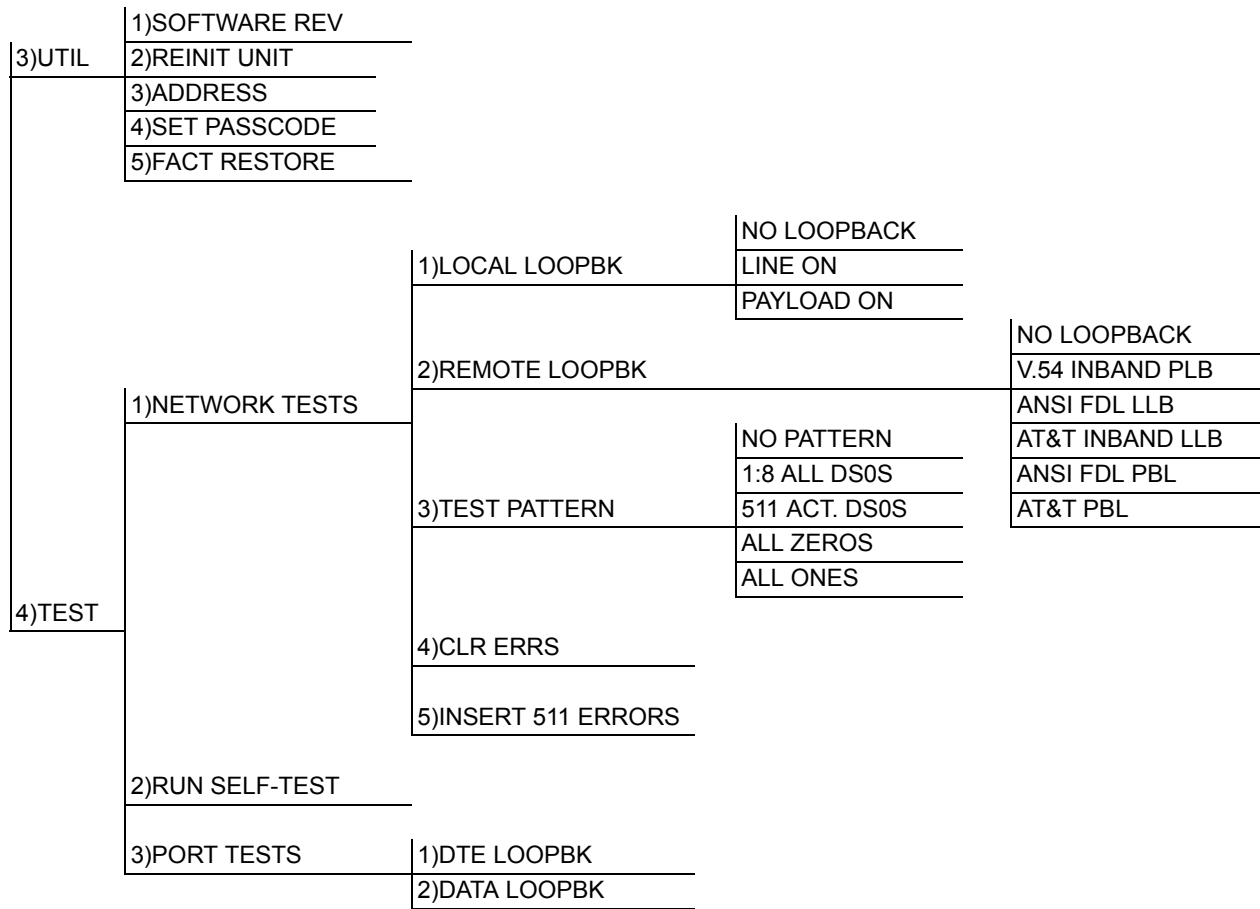 3)UTIL
1)SOFTWARE REV
2)REINIT UNIT
3)ADDRESS
4)SET PASSCODE
5)FACT RESTORE
4)TEST
1)NETWORK TESTS
1)LOCAL LOOPBK
NO LOOPBACK
LINE ON
PAYLOAD ON
2)REMOTE LOOPBK
NO LOOPBACK
V.54 INBAND PLB
ANSI FDL LLB
AT&T INBAND LLB
ANSI FDL PBL
AT&T PBL
3)TEST PATTERN
NO PATTERN
1:8 ALL DS0S
511 ACT. DS0S
ALL ZEROS
ALL ONES
4)CLR ERRS
5)INSERT 511 ERRORS
2)RUN SELF-TEST
3)PORT TESTS
1)DTE LOOPBK
2)DATA LOOPBK